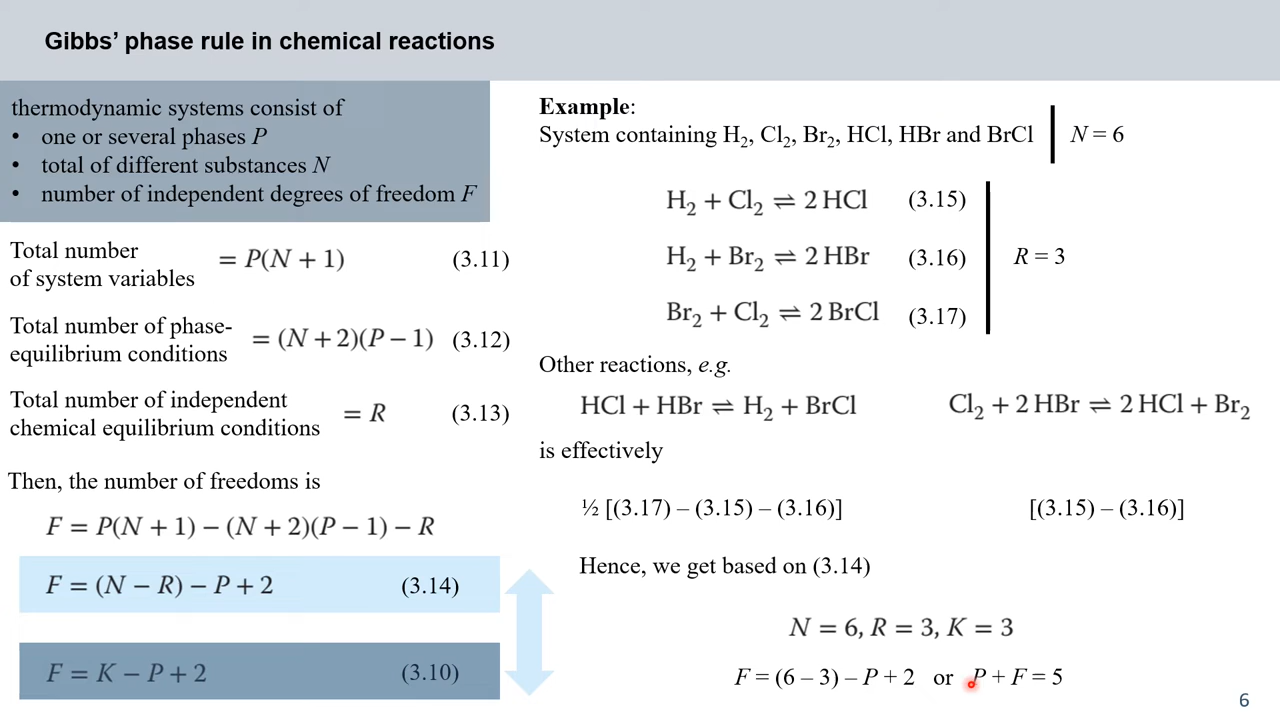 Gibbs’ phase rule in chemical reactions
thermodynamic systems consist of
• one or several phases P
• total of different substances N
• number of independent degrees of freedom F
Total number
of system variables
= P(N + 1) (3.11)
Total number of phase-
equilibrium conditions
= (N + 2)(P − 1) (3.12)
Total number of independent
chemical equilibrium conditions
= R (3.13)
Then, the number of freedoms is
F = P(N + 1) − (N + 2)(P − 1) − R
F = (N − R) − P + 2 (3.14)
F = K − P + 2 (3.10)
Example:
System containing H₂, Cl₂, Br₂, HCl, HBr and BrCl
N = 6
H₂ + Cl₂ ⇌ 2 HCl (3.15)
H₂ + Br₂ ⇌ 2 HBr (3.16)
Br₂ + Cl₂ ⇌ 2 BrCl (3.17)
R = 3
Other reactions, e.g.
HCl + HBr ⇌ H₂ + BrCl
Cl₂ + 2 HBr ⇌ 2 HCl + Br₂
is effectively
½ [(3.17) – (3.15) – (3.16)]
[(3.15) – (3.16)]
Hence, we get based on (3.14)
N = 6, R = 3, K = 3
F = (6 – 3) – P + 2 or P + F = 5
6